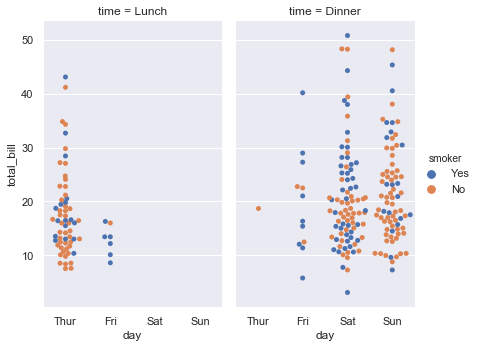 time = Lunch
time = Dinner
50
40
30
20
10
total_bill
Thur Fri Sat Sun
Thur Fri Sat Sun
day
day
smoker
Yes
No